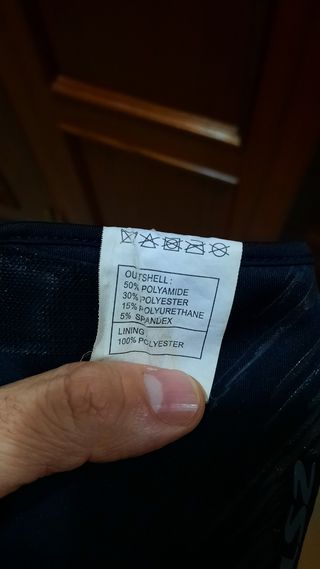 OUTSHELL:
50% POLYAMIDE
30% POLYESTER
15% POLYURETHANE
5% SPANDEX
LINING
100% POLYESTER